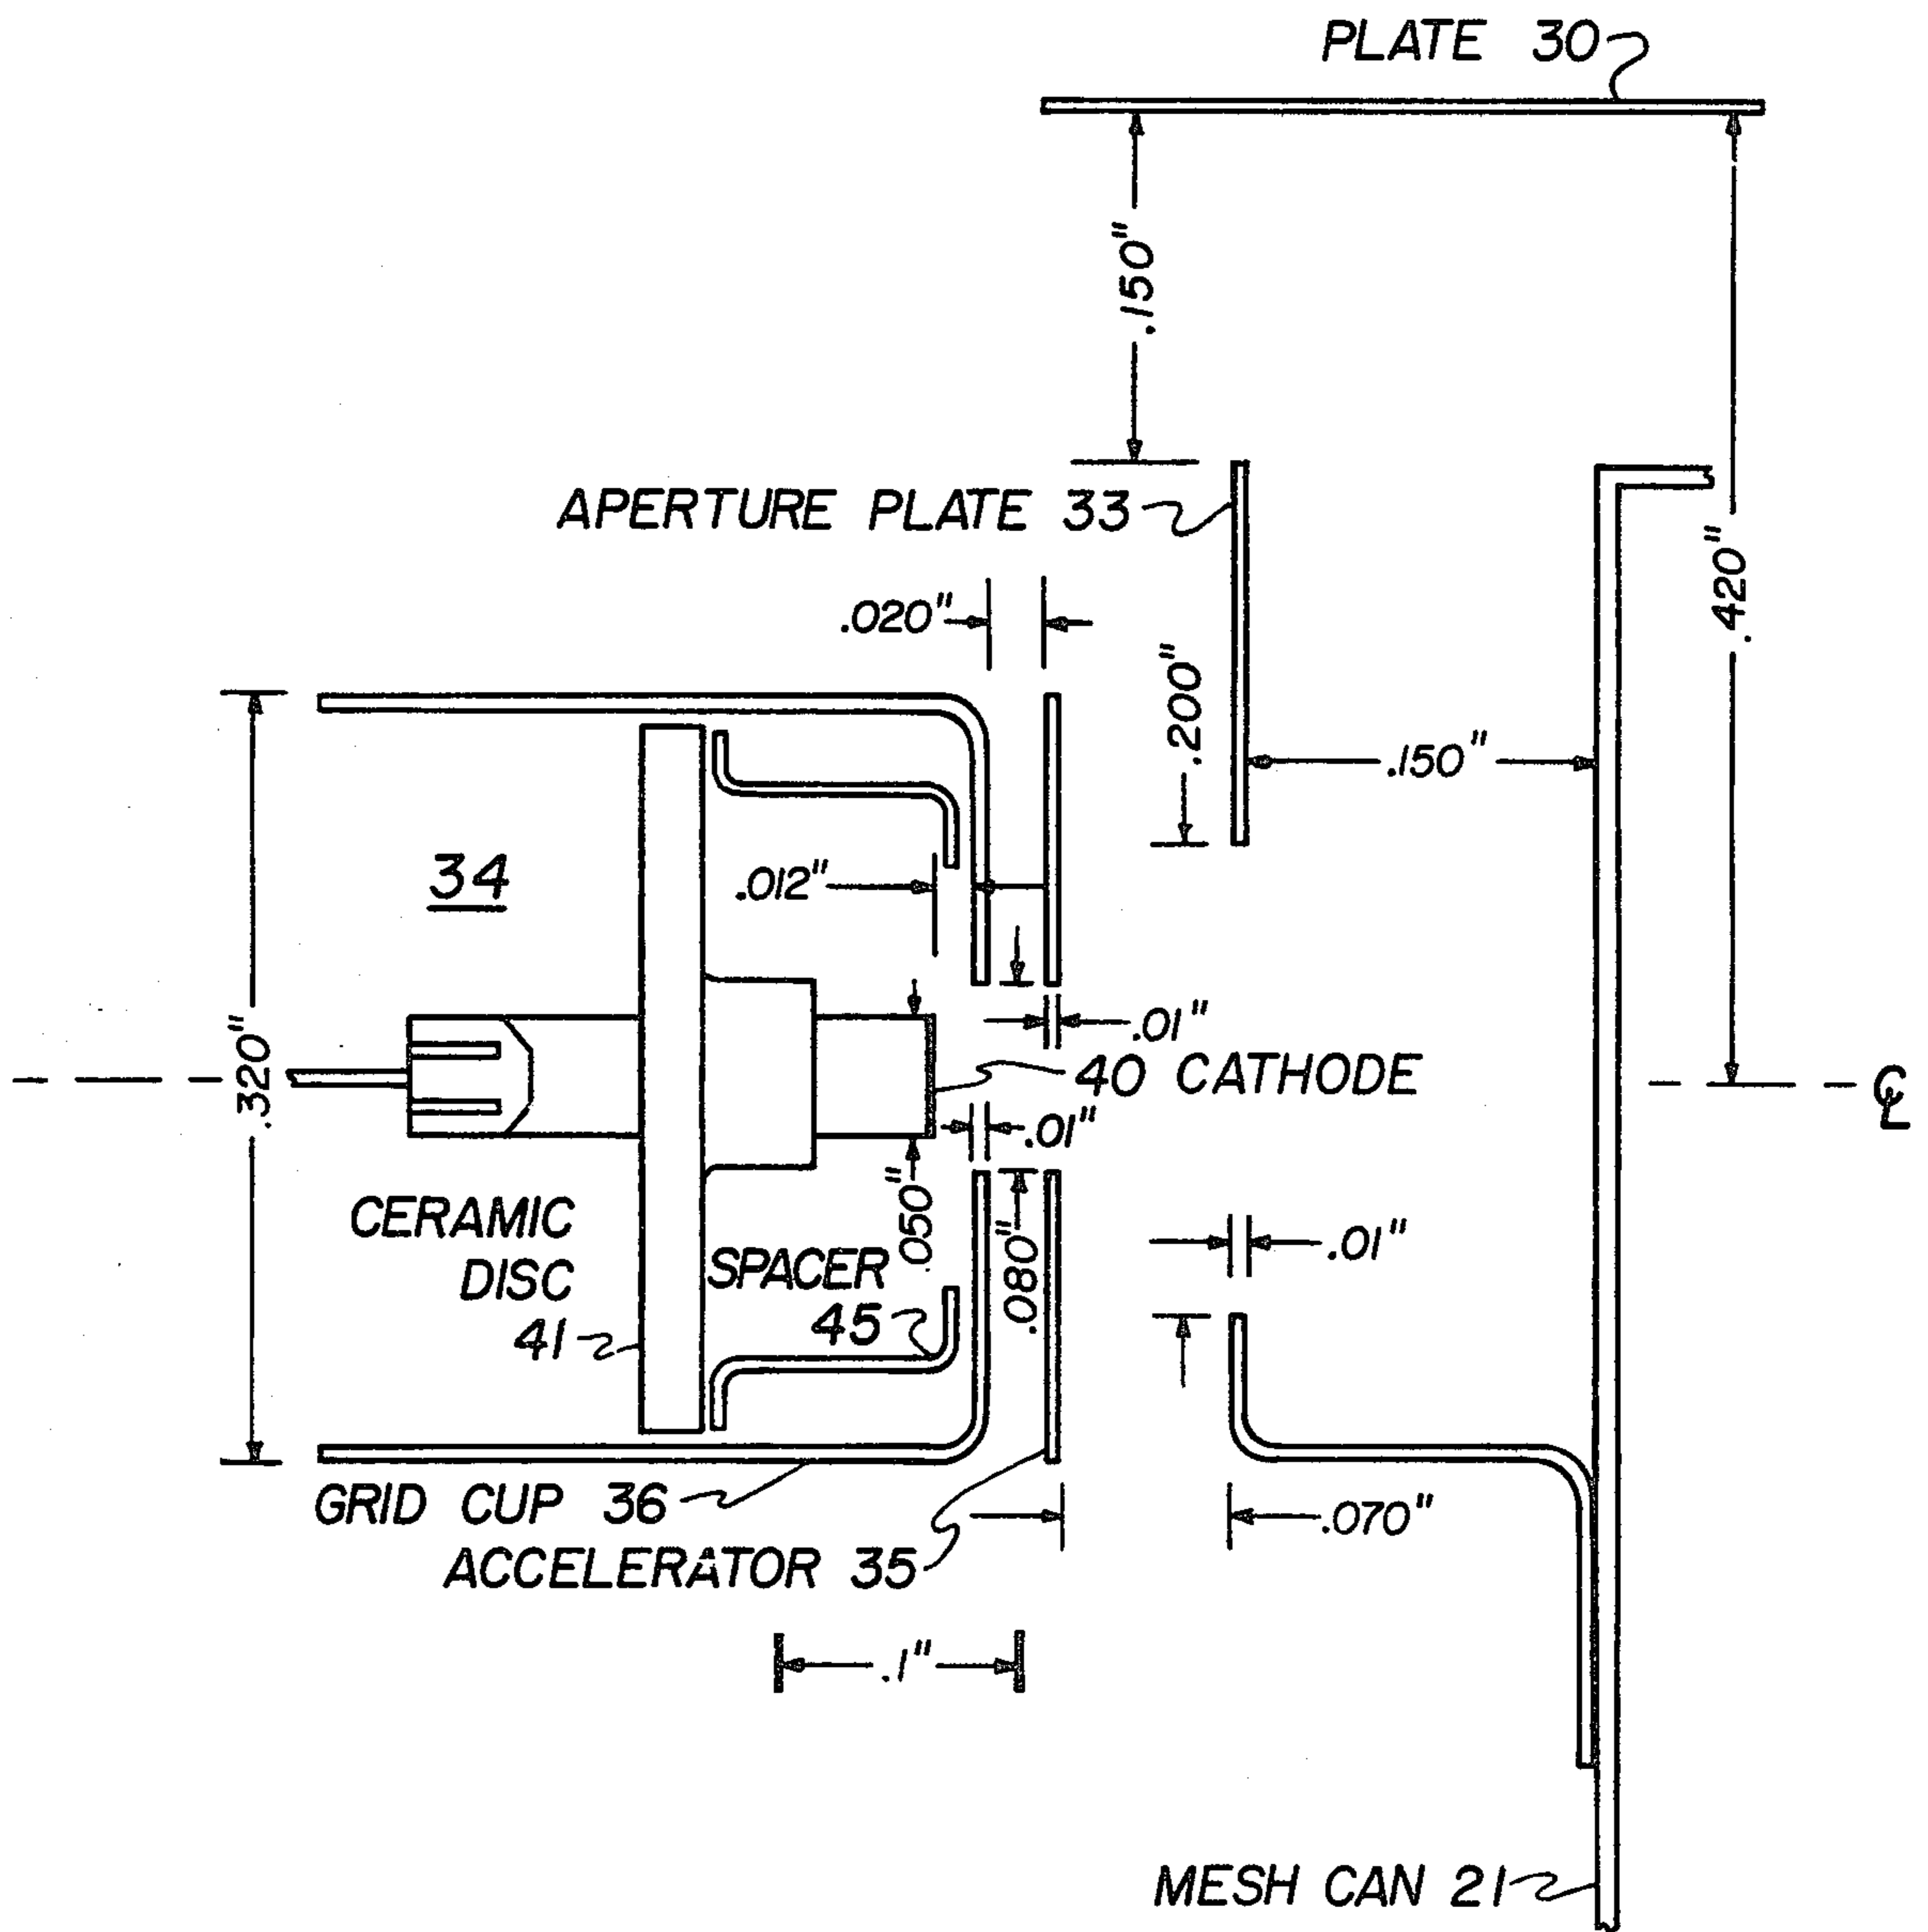 PLATE 30
.150"
.420"
APERTURE PLATE 33
.020"
.200"
.150"
34
.012"
.320"
.01"
40 CATHODE
.01"
℄
.050"
.080"
CERAMIC
DISC
41
SPACER
45
.01"
GRID CUP 36
ACCELERATOR 35
.070"
.1"
MESH CAN 21